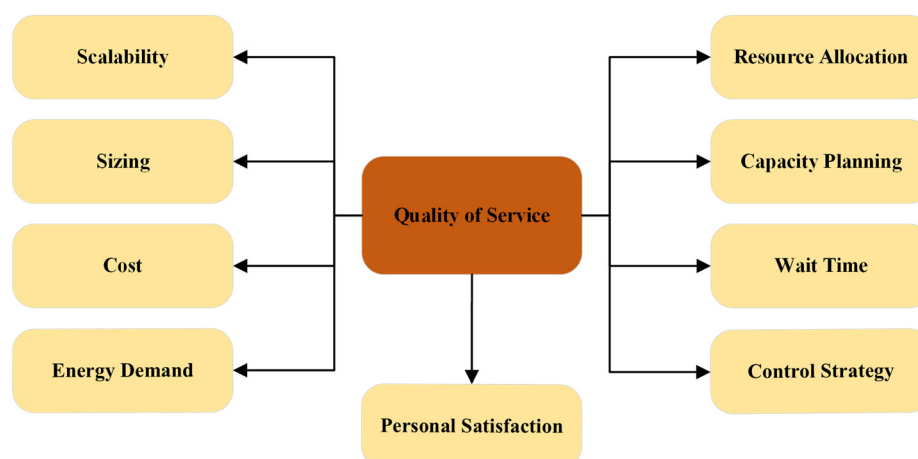 Scalability
Sizing
Cost
Energy Demand
Quality of Service
Personal Satisfaction
Resource Allocation
Capacity Planning
Wait Time
Control Strategy